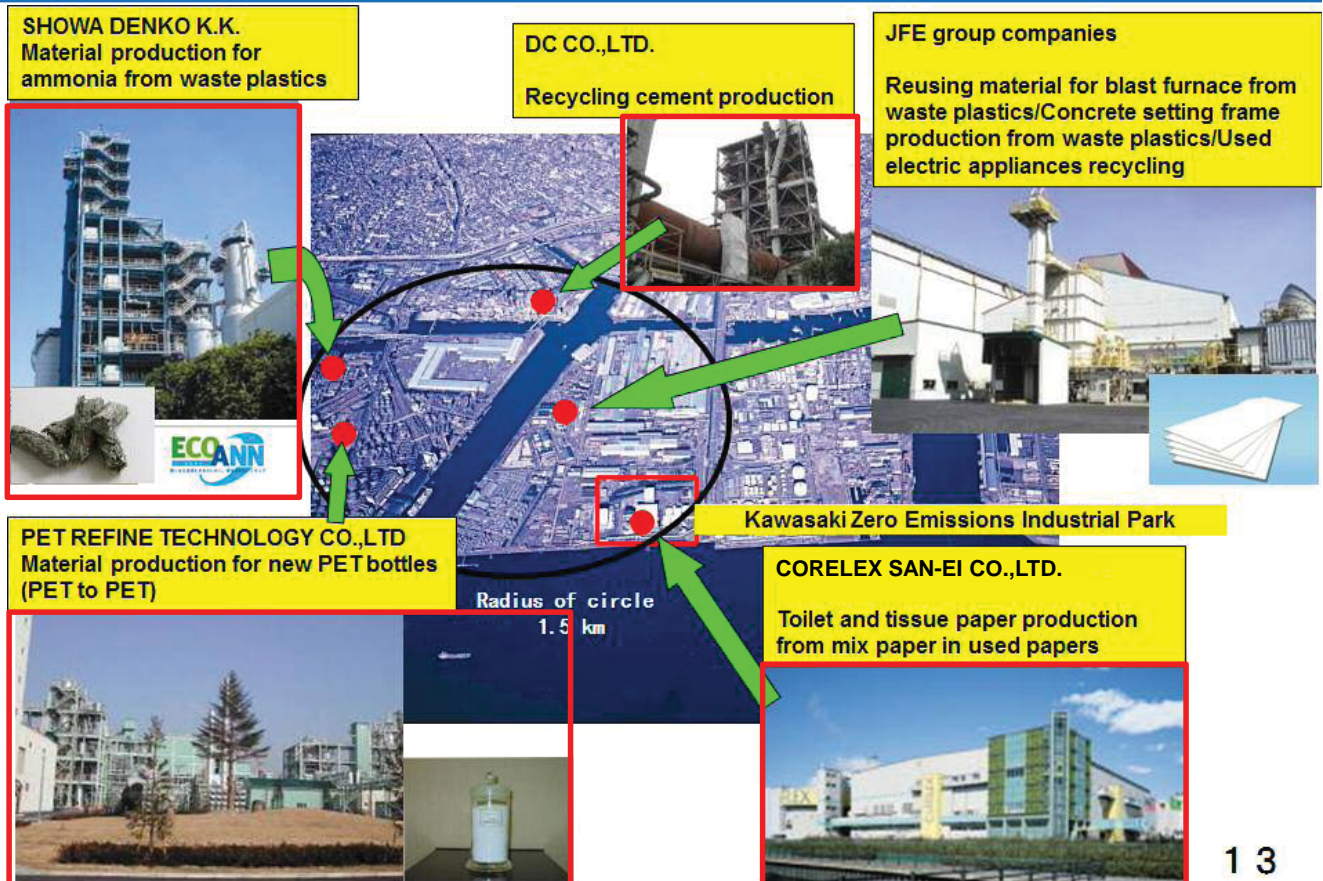 SHOWA DENKO K.K.
Material production for
ammonia from waste plastics
DC CO.,LTD.
Recycling cement production
JFE group companies
Reusing material for blast furnace from
waste plastics/Concrete setting frame
production from waste plastics/Used
electric appliances recycling
ECO
ANN
PET REFINE TECHNOLOGY CO.,LTD
Material production for new PET bottles
(PET to PET)
Radius of circle
1.5 km
Kawasaki Zero Emissions Industrial Park
CORELEX SAN-EI CO.,LTD.
Toilet and tissue paper production
from mix paper in used papers
13